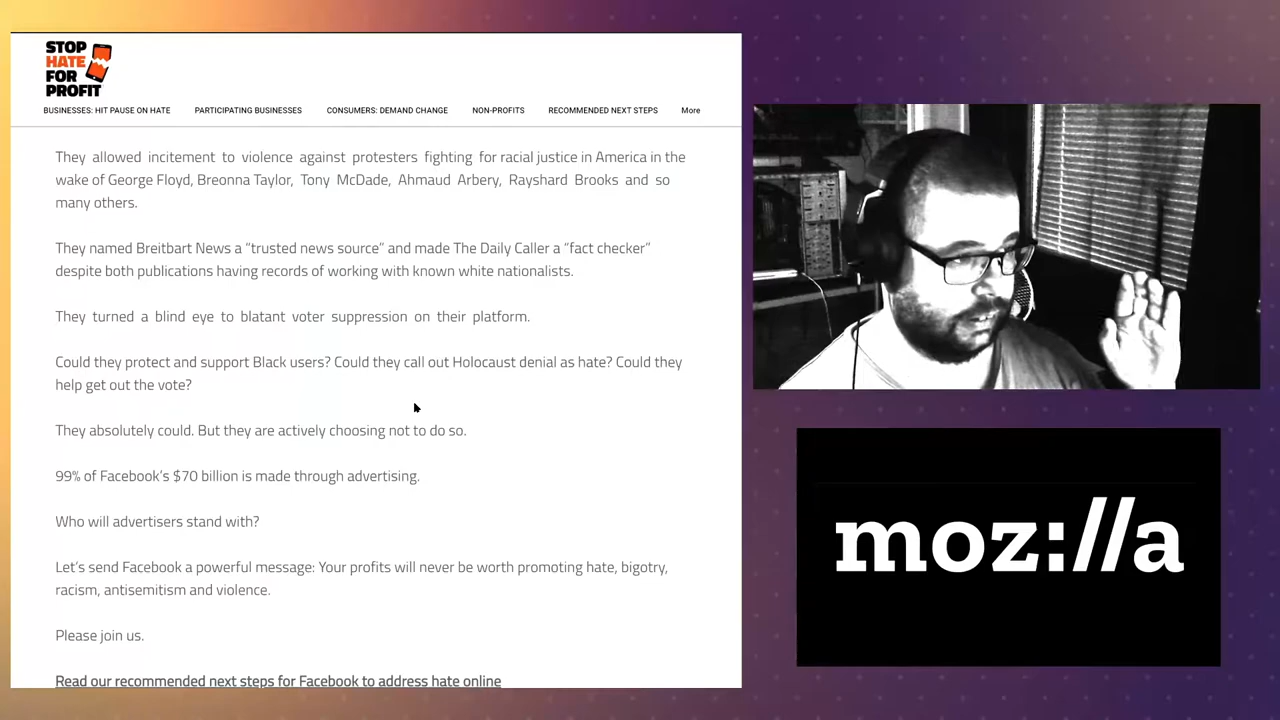 STOP
HATE
FOR
PROFIT
BUSINESSES: HIT PAUSE ON HATE PARTICIPATING BUSINESSES CONSUMERS: DEMAND CHANGE NON-PROFITS RECOMMENDED NEXT STEPS More
They allowed incitement to violence against protesters fighting for racial justice in America in the
wake of George Floyd, Breonna Taylor, Tony McDade, Ahmaud Arbery, Rayshard Brooks and so
many others.
They named Breitbart News a “trusted news source” and made The Daily Caller a “fact checker”
despite both publications having records of working with known white nationalists.
They turned a blind eye to blatant voter suppression on their platform.
Could they protect and support Black users? Could they call out Holocaust denial as hate? Could they
help get out the vote?
They absolutely could. But they are actively choosing not to do so.
99% of Facebook’s $70 billion is made through advertising.
Who will advertisers stand with?
Let’s send Facebook a powerful message: Your profits will never be worth promoting hate, bigotry,
racism, antisemitism and violence.
Please join us.
Read our recommended next steps for Facebook to address hate online
moz://a